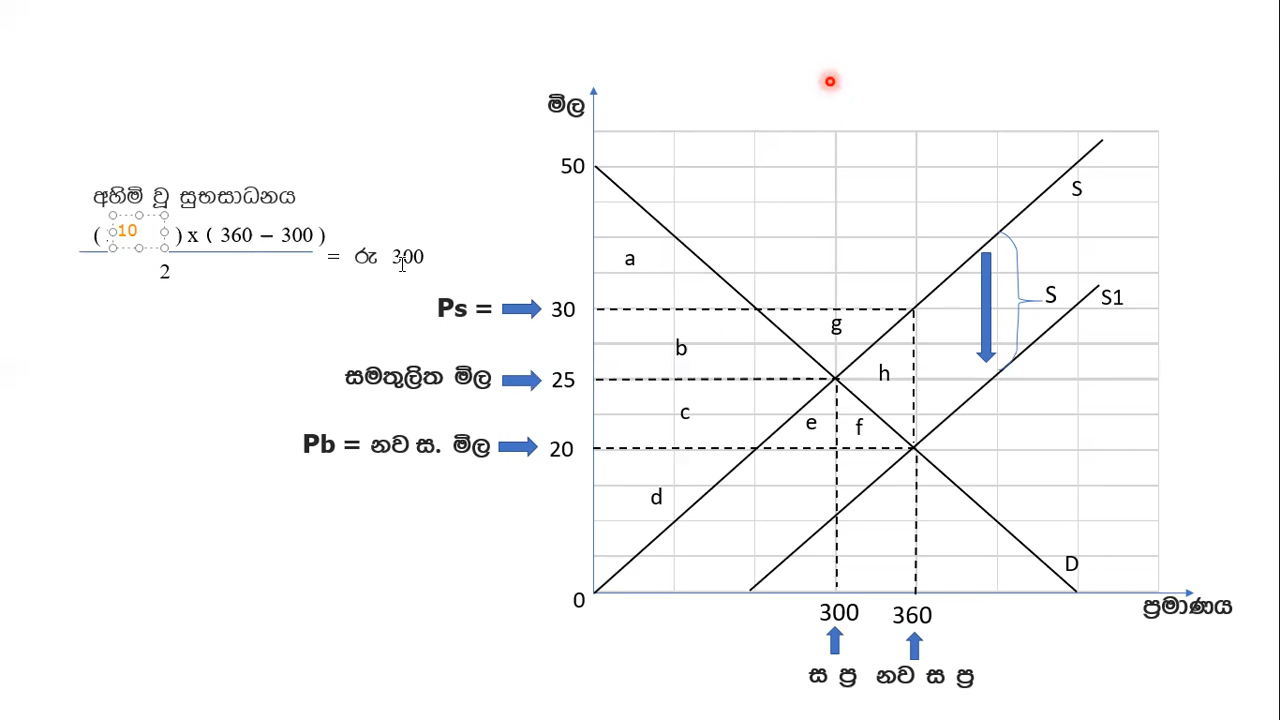 මිල
50
S
අහිමි වූ සුභසාධනය
( 10 ) x ( 360 – 300 )
2
= රු 300
a
Ps =
30
g
S
S1
b
සමතුලිත මිල
25
h
c
e
f
Pb = නව ස. මිල
20
d
D
0
ප්‍රමාණය
300
360
ස ප්‍ර
නව ස ප්‍ර